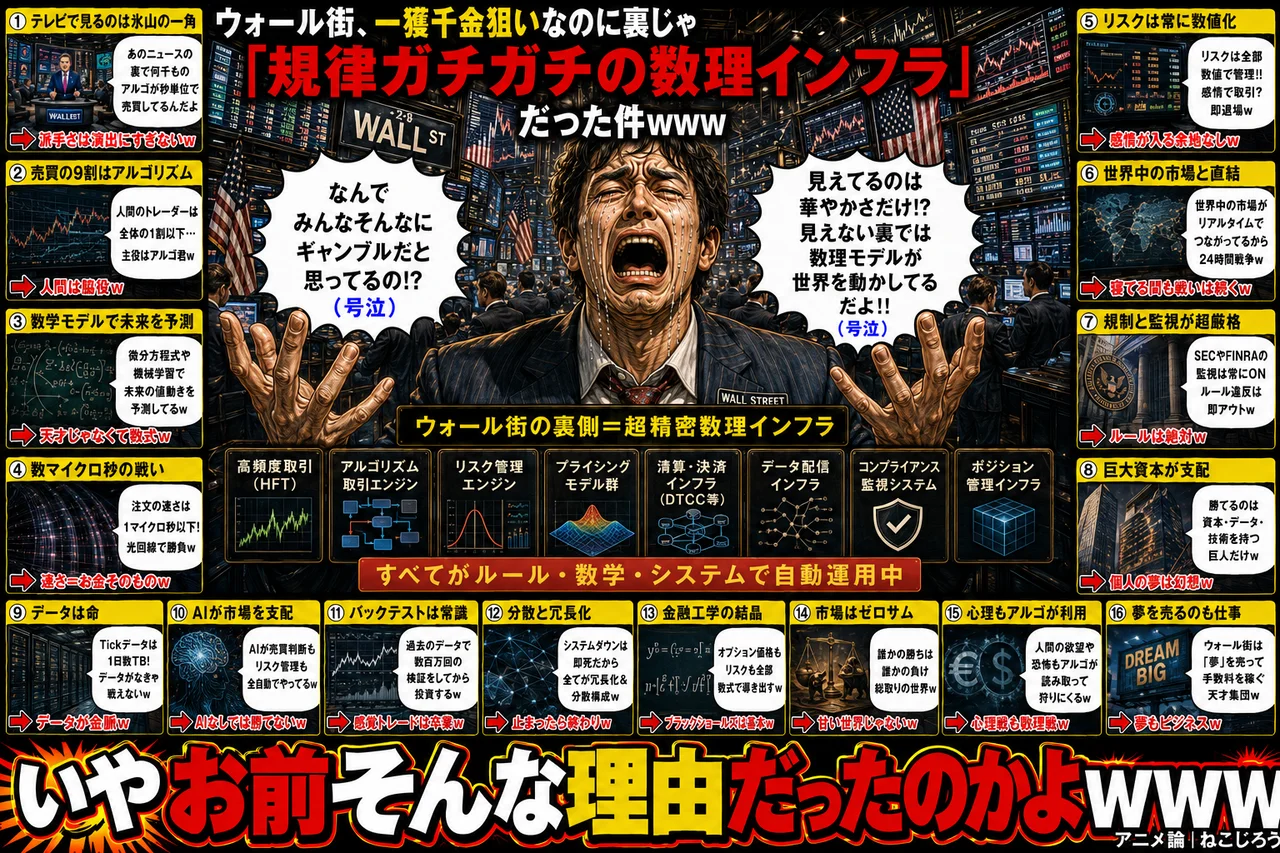 ウォール街、一獲千金狙いなのに裏じゃ
「規律ガチガチの数理インフラ」
だった件www
① テレビで見るのは氷山の一角
あのニュースの
裏で何千もの
アルゴが秒単位で
売買してるんだよ
WALLST
派手さは演出にすぎないw
② 売買の9割はアルゴリズム
人間のトレーダーは
全体の1割以下…
主役はアルゴ君w
人間は脇役w
③ 数学モデルで未来を予測
微分方程式や
機械学習で
未来の値動きを
予測してるw
天才じゃなくて数式w
④ 数マイクロ秒の戦い
注文の速さは
1マイクロ秒以下!
光回線で勝負w
速さ=お金そのものw
WALL ST
なんで
みんなそんなに
ギャンブルだと
思ってるの!?
(号泣)
見えてるのは
華やかさだけ!?
見えない裏では
数理モデルが
世界を動かしてる
だよ!!
(号泣)
WALL STREET
ウォール街の裏側=超精密数理インフラ
高頻度取引
(HFT)
アルゴリズム
取引エンジン
リスク管理
エンジン
プライシング
モデル群
清算・決済
インフラ
(DTCC等)
データ配信
インフラ
コンプライアンス
監視システム
ポジション
管理インフラ
すべてがルール・数学・システムで自動運用中
⑤ リスクは常に数値化
リスクは全部
数値で管理!!
感情で取引?
即退場w
感情が入る余地なしw
⑥ 世界中の市場と直結
世界中の市場が
リアルタイムで
つながってるから
24時間戦争w
寝てる間も戦いは続くw
⑦ 規制と監視が超厳格
SECやFINRAの
監視は常にON
ルール違反は
即アウトw
ルールは絶対w
⑧ 巨大資本が支配
勝てるのは
資本・データ・
技術を持つ
巨人だけw
個人の夢は幻想w
⑨ データは命
Tickデータは
1日数TB!
データがなきゃ
戦えないw
データが金脈w
⑩ AIが市場を支配
AIが売買判断も
リスク管理も
全自動でやってるw
AIなしでは勝てないw
⑪ バックテストは常識
過去のデータで
数百万回の
検証をしてから
投資するw
感覚トレードは卒業w
⑫ 分散と冗長化
システムダウンは
即死だから
全てが冗長化&
分散構成w
止まったら終わりw
⑬ 金融工学の結晶
オプション価格も
リスクも全部
数式で導き出すw
ブラックショールズは基本w
⑭ 市場はゼロサム
誰かの勝ちは
誰かの負け
総取りの世界w
甘い世界じゃないw
⑮ 心理もアルゴが利用
人間の欲望や
恐怖もアルゴが
読み取って
狩りにくるw
€ $
心理戦も数理戦w
⑯ 夢を売るのも仕事
DREAM
BIG
ウォール街は
「夢」を売って
手数料を稼ぐ
天才集団w
夢もビジネスw
いやお前そんな理由だったのかよwww
アニメ論|ねこじろう